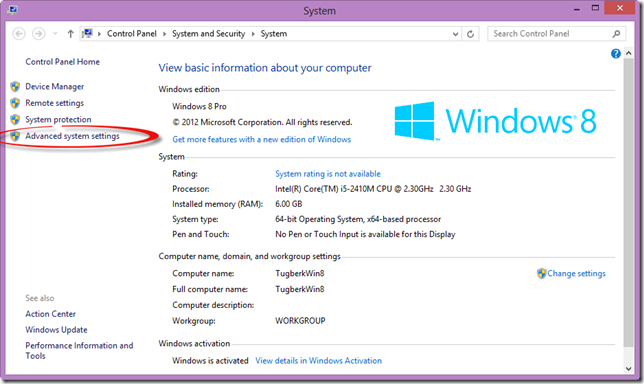 System
Control Panel
System and Security
System
Search Control Panel
Control Panel Home
Device Manager
Remote settings
System protection
Advanced system settings
See also
Action Center
Windows Update
Performance Information and
Tools
View basic information about your computer
Windows edition
Windows 8 Pro
© 2012 Microsoft Corporation. All rights reserved.
Get more features with a new edition of Windows
Windows 8
System
Rating: System rating is not available
Processor: Intel(R) Core(TM) i5-2410M CPU @ 2.30GHz 2.30 GHz
Installed memory (RAM): 6.00 GB
System type: 64-bit Operating System, x64-based processor
Pen and Touch: No Pen or Touch Input is available for this Display
Computer name, domain, and workgroup settings
Computer name: TugberkWin8 Change settings
Full computer name: TugberkWin8
Computer description:
Workgroup: WORKGROUP
Windows activation
Windows is activated View details in Windows Activation